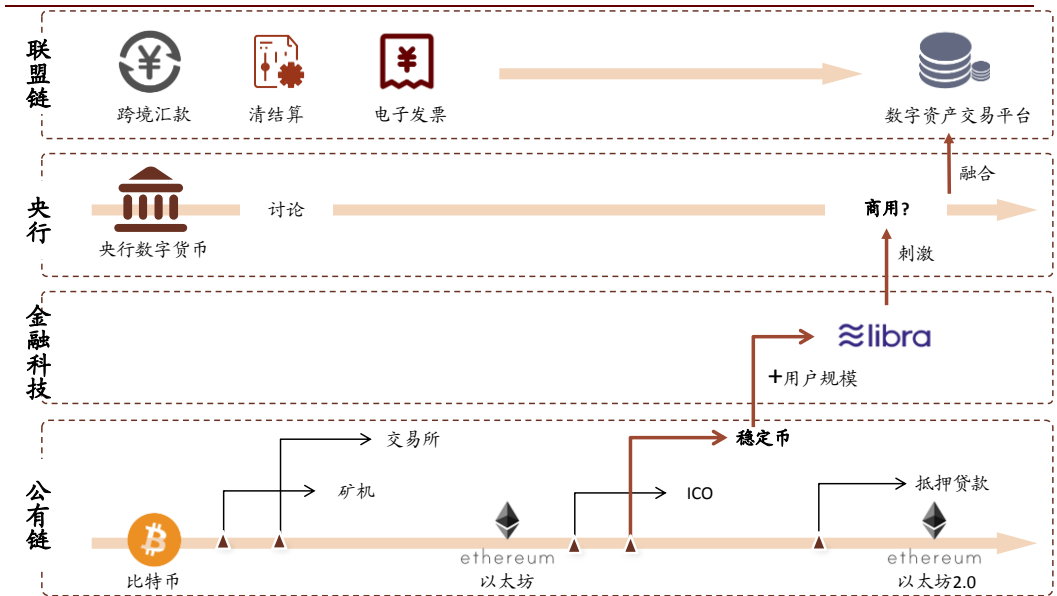 联盟链
跨境汇款
清结算
电子发票
数字资产交易平台
融合
央行
央行数字货币
讨论
商用?
刺激
金融科技
libra
+用户规模
公有链
交易所
稳定币
矿机
ICO
抵押贷款
比特币
ethereum
以太坊
ethereum
以太坊2.0